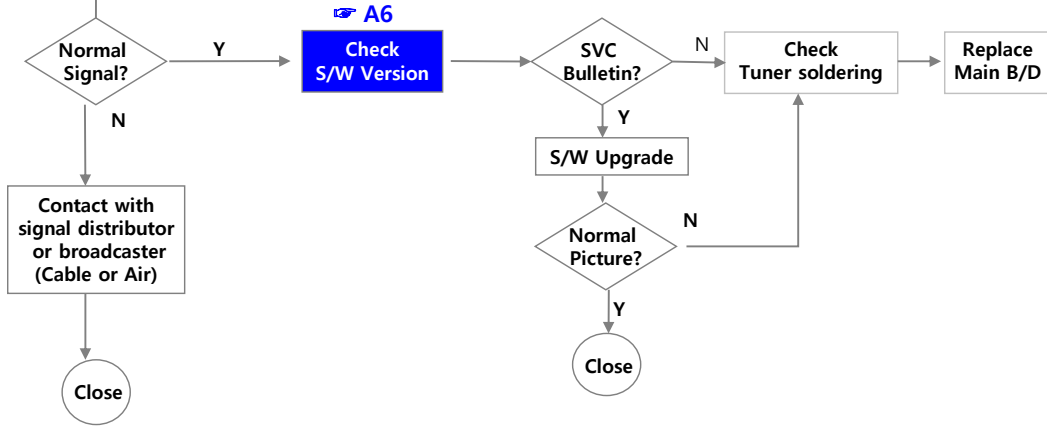 ☞ A6
Normal
Signal?
Y
Check
S/W Version
SVC
Bulletin?
N
Check
Tuner soldering
Replace
Main B/D
N
Y
S/W Upgrade
Contact with
signal distributor
or broadcaster
(Cable or Air)
Normal
Picture?
N
Y
Close
Close